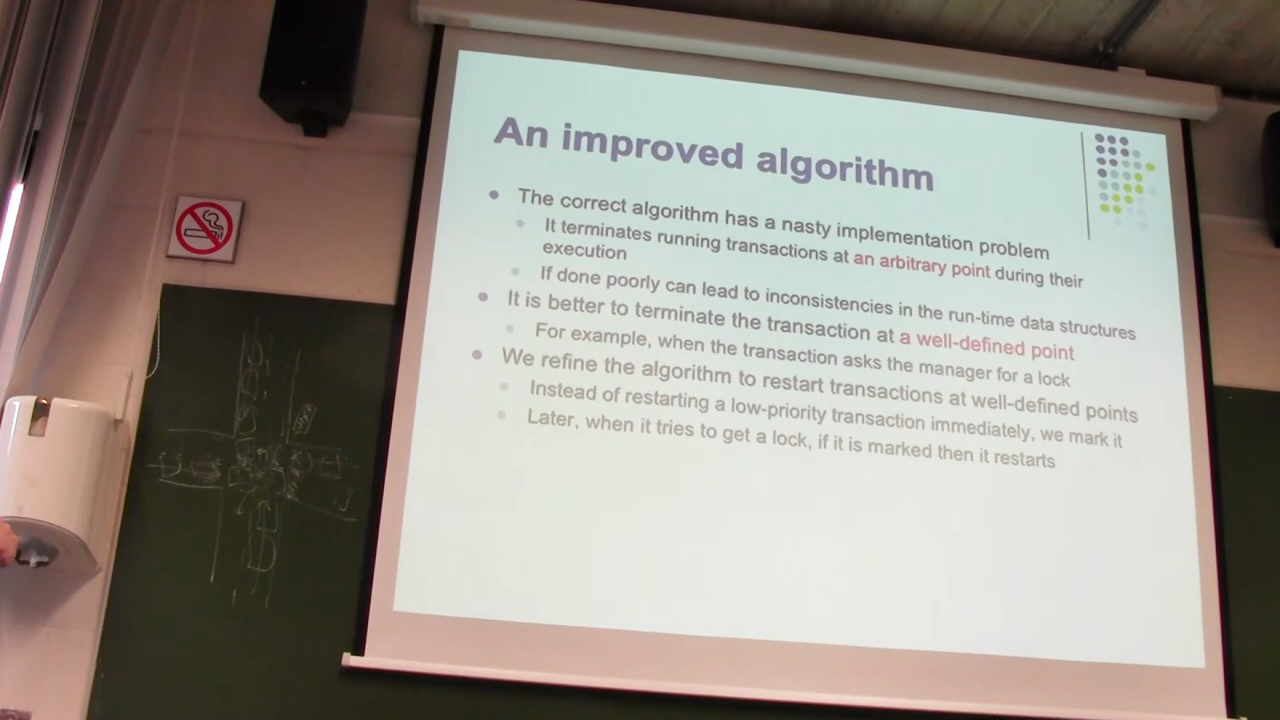 An improved algorithm
The correct algorithm has a nasty implementation problem
It terminates running transactions at an arbitrary point during their
execution
If done poorly can lead to inconsistencies in the run-time data structures
It is better to terminate the transaction at a well-defined point
For example, when the transaction asks the manager for a lock
We refine the algorithm to restart transactions at well-defined points
Instead of restarting a low-priority transaction immediately, we mark it
Later, when it tries to get a lock, if it is marked then it restarts